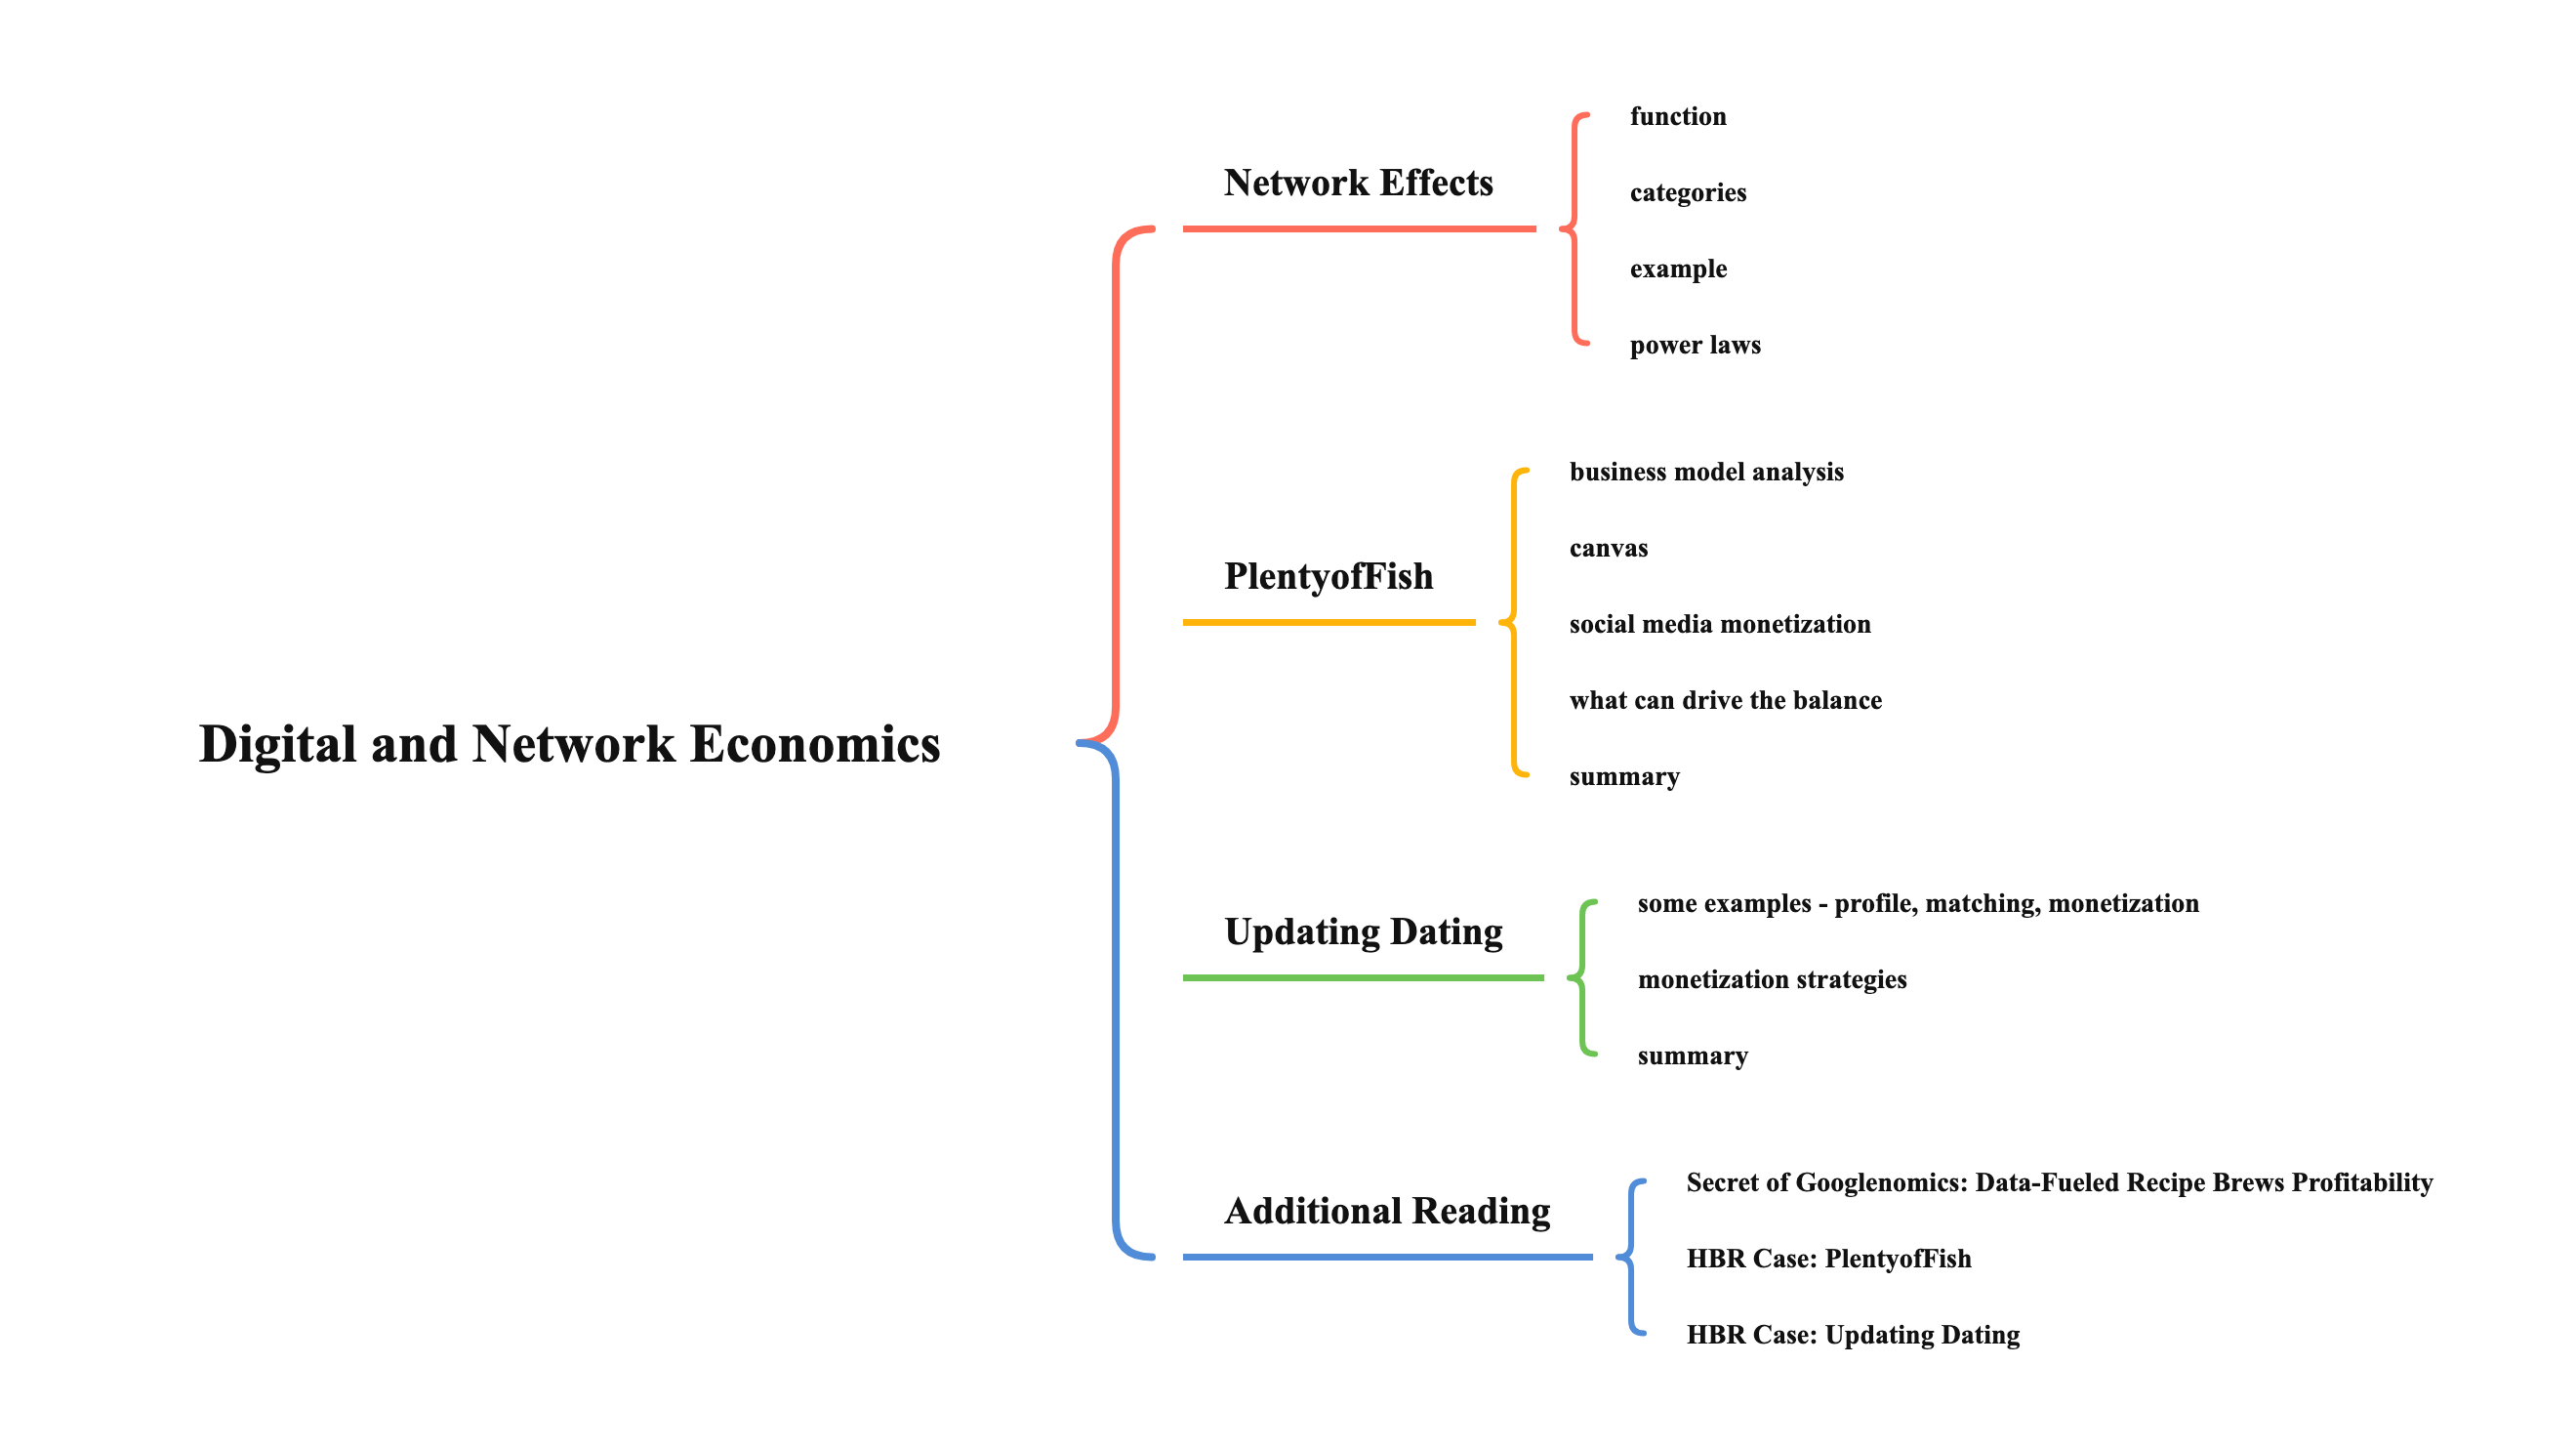 Digital and Network Economics
Network Effects
function
categories
example
power laws
PlentyofFish
business model analysis
canvas
social media monetization
what can drive the balance
summary
Updating Dating
some examples - profile, matching, monetization
monetization strategies
summary
Additional Reading
Secret of Googlenomics: Data-Fueled Recipe Brews Profitability
HBR Case: PlentyofFish
HBR Case: Updating Dating